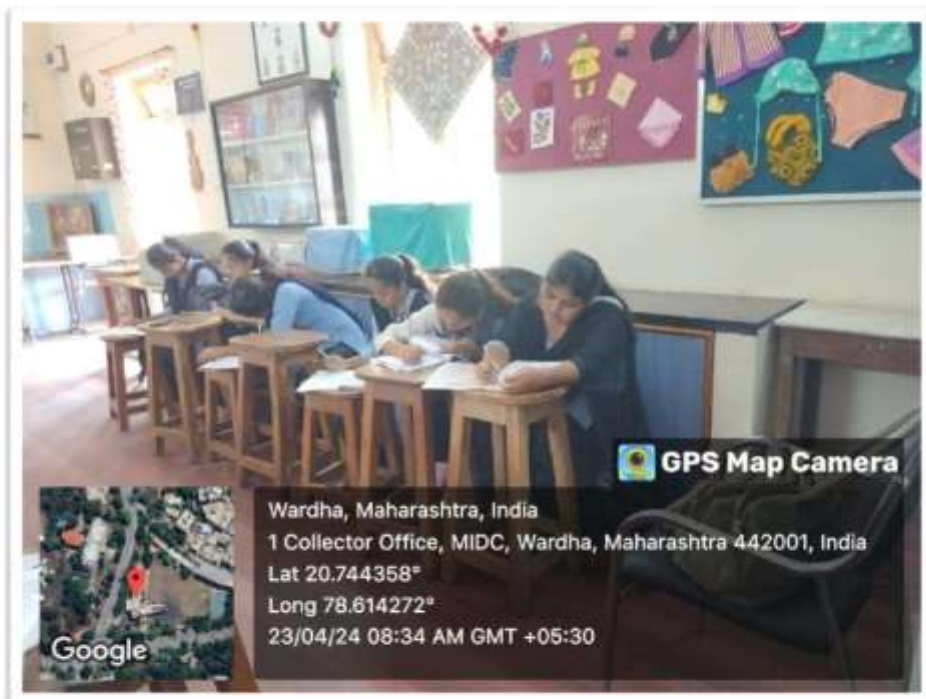 GPS Map Camera
Wardha, Maharashtra, India
1 Collector Office, MIDC, Wardha, Maharashtra 442001, India
Lat 20.744358°
Long 78.614272°
23/04/24 08:34 AM GMT +05:30
Google